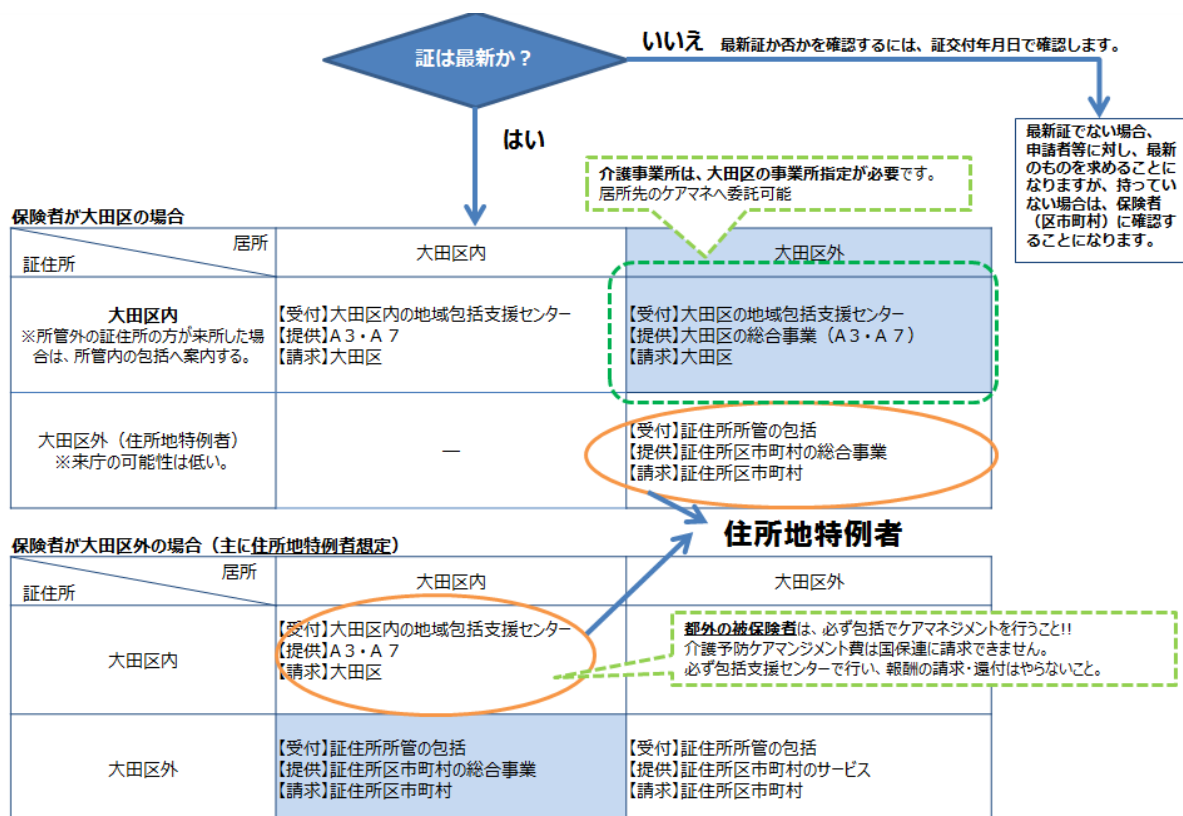 証は最新か？
いいえ 最新証か否かを確認するには、証交付年月日で確認します。
はい
最新証でない場合、
申請者等に対し、最新
のものを求めることに
なりますが、持ってい
ない場合は、保険者
（区市町村）に確認す
ることになります。
介護事業所は、大田区の事業所指定が必要です。
居所先のケアマネへ委託可能
保険者が大田区の場合
居所
証住所
大田区内
大田区外
大田区内
※所管外の証住所の方が来所した場
合は、所管内の包括へ案内する。
【受付】大田区内の地域包括支援センター
【提供】A３・A７
【請求】大田区
【受付】大田区の地域包括支援センター
【提供】大田区の総合事業（A３・A７）
【請求】大田区
大田区外（住所地特例者）
※来庁の可能性は低い。
―
【受付】証住所所管の包括
【提供】証住所区市町村の総合事業
【請求】証住所区市町村
住所地特例者
保険者が大田区外の場合（主に住所地特例者想定）
居所
証住所
大田区内
大田区外
大田区内
【受付】大田区内の地域包括支援センター
【提供】A３・A７
【請求】大田区
都外の被保険者は、必ず包括でケアマネジメントを行うこと!!
介護予防ケアマンジメント費は国保連に請求できません。
必ず包括支援センターで行い、報酬の請求・還付はやらないこと。
大田区外
【受付】証住所所管の包括
【提供】証住所区市町村の総合事業
【請求】証住所区市町村
【受付】証住所所管の包括
【提供】証住所区市町村のサービス
【請求】証住所区市町村